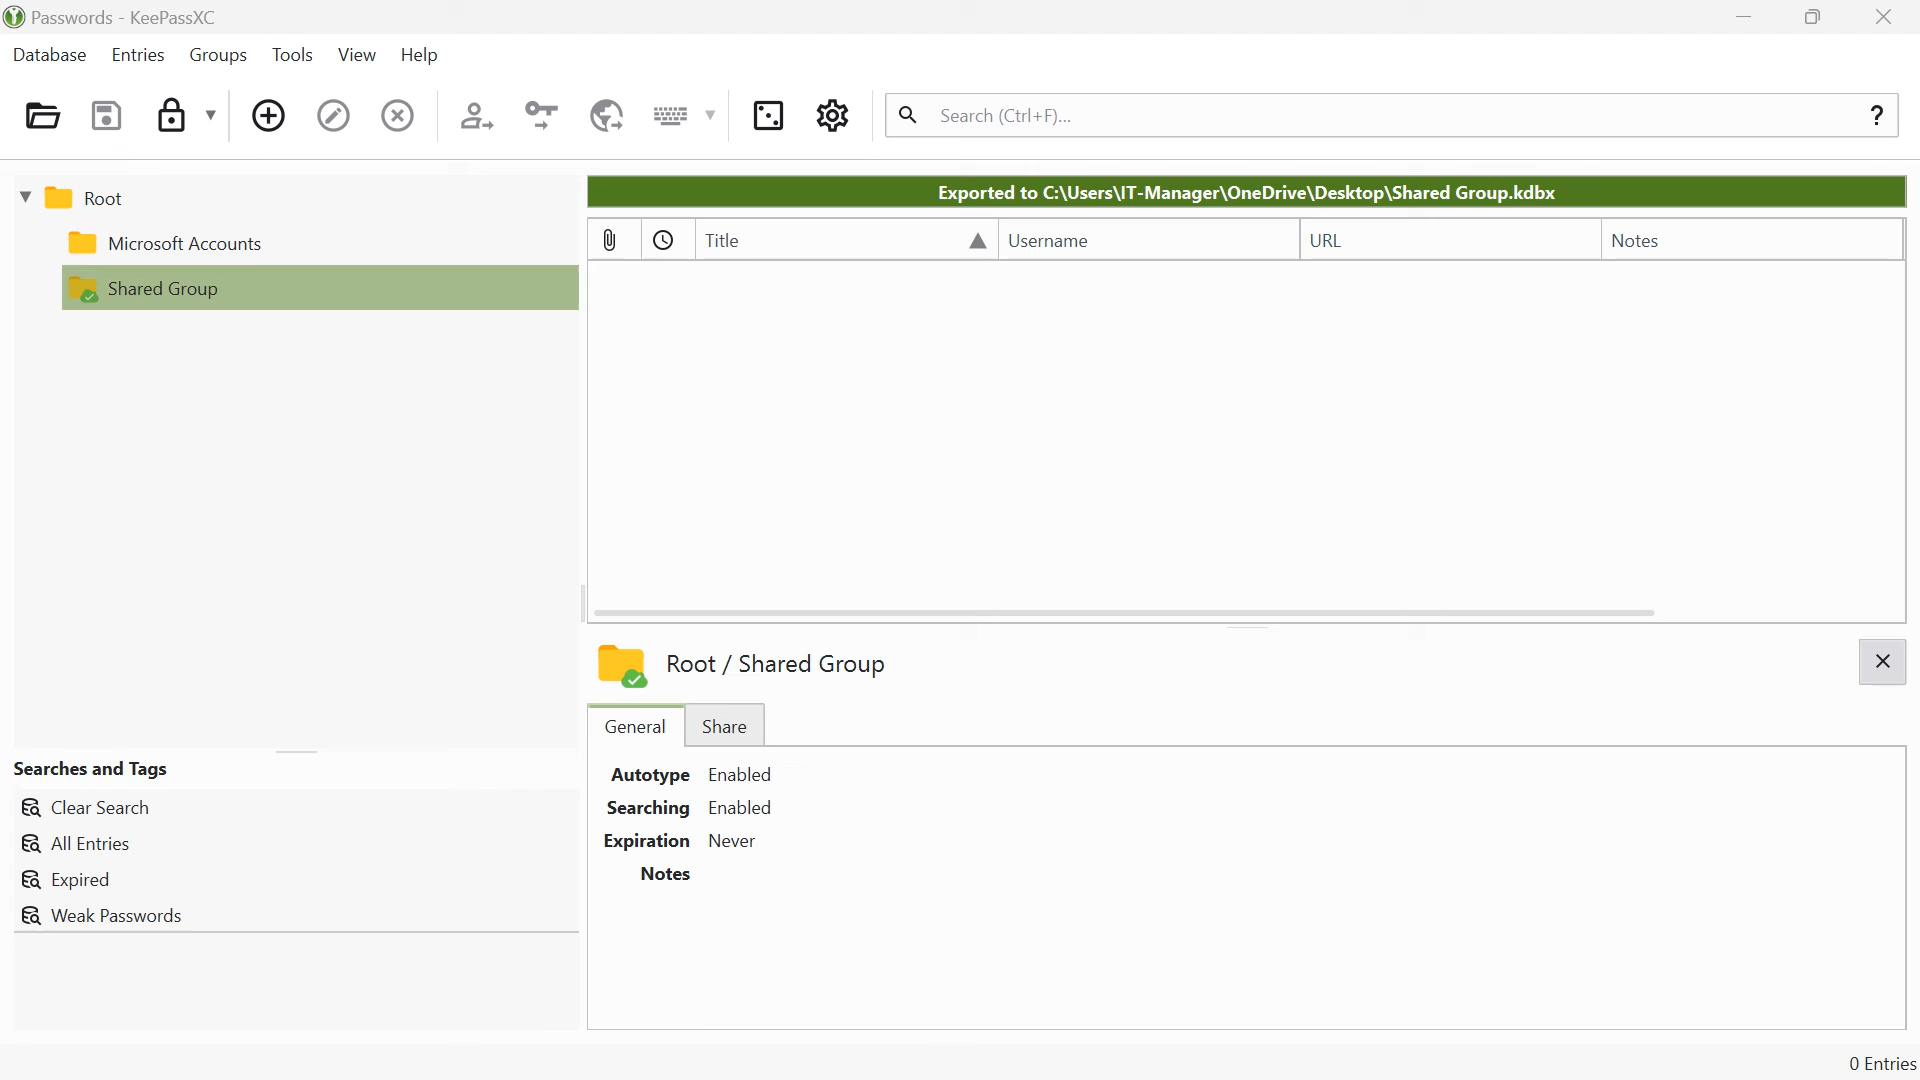 Passwords - KeePassXC
Database Entries Groups Tools View Help
Search (Ctrl+F)... ?
Root
Microsoft Accounts
Shared Group
Exported to C:\Users\IT-Manager\OneDrive\Desktop\Shared Group.kdbx
Title Username URL Notes
Root / Shared Group
General Share
Autotype Enabled
Searching Enabled
Expiration Never
Notes
Searches and Tags
Clear Search
All Entries
Expired
Weak Passwords
0 Entries